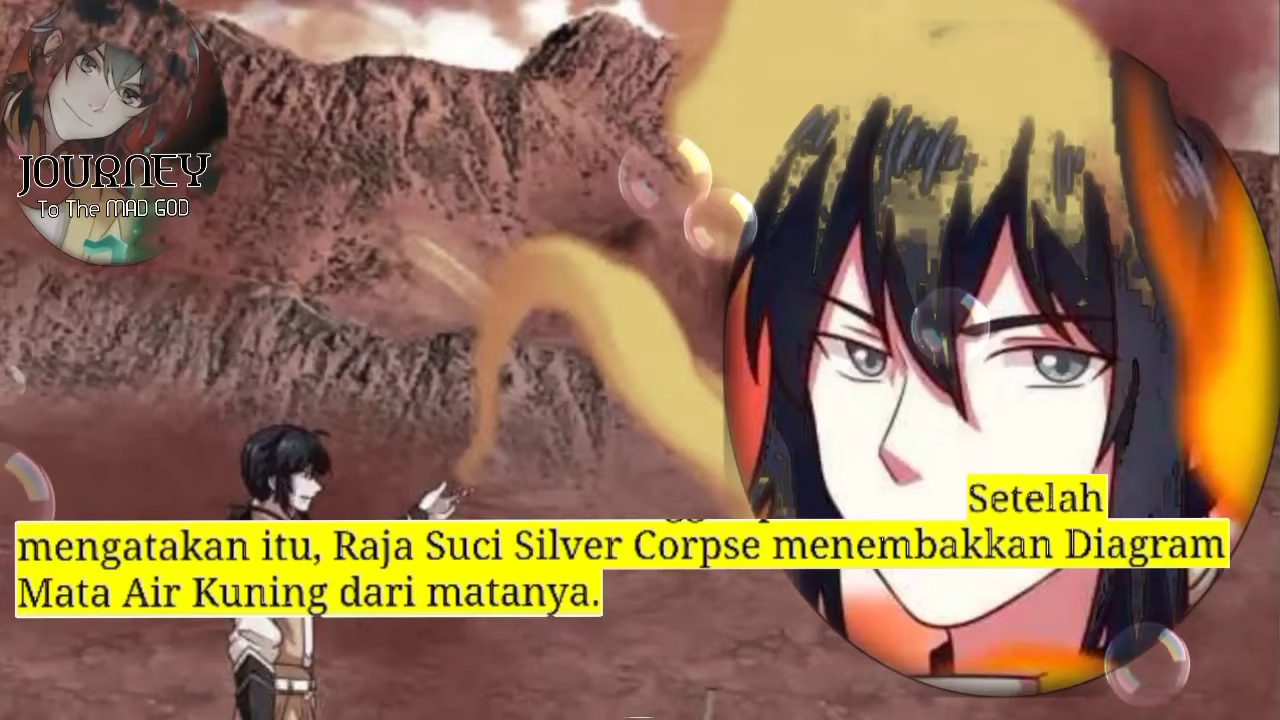 JOURNEY
To The MAD GOD
Setelah
mengatakan itu, Raja Suci Silver Corpse menembakkan Diagram
Mata Air Kuning dari matanya.